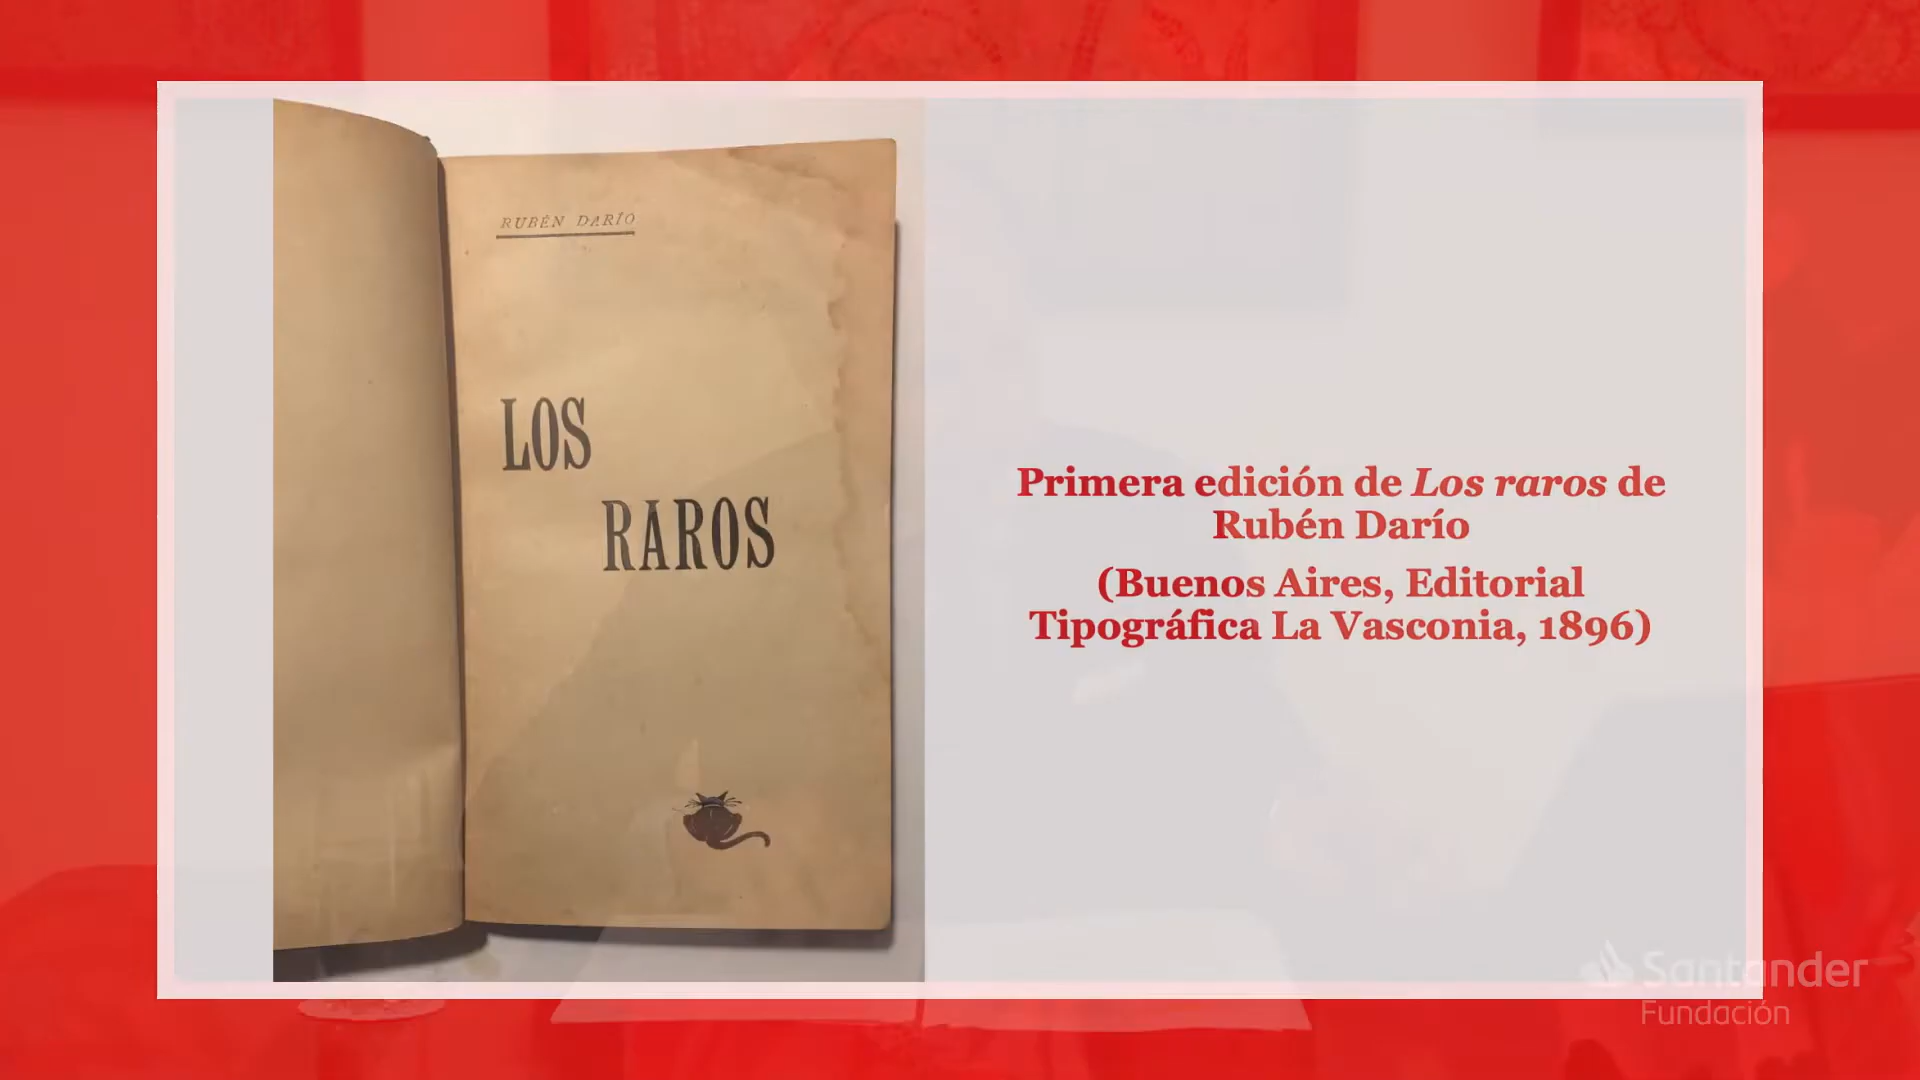 RUBÉN DARÍO
LOS
RAROS
Primera edición de Los raros de
Rubén Darío
(Buenos Aires, Editorial
Tipográfica La Vasconia, 1896)
Santander
Fundación